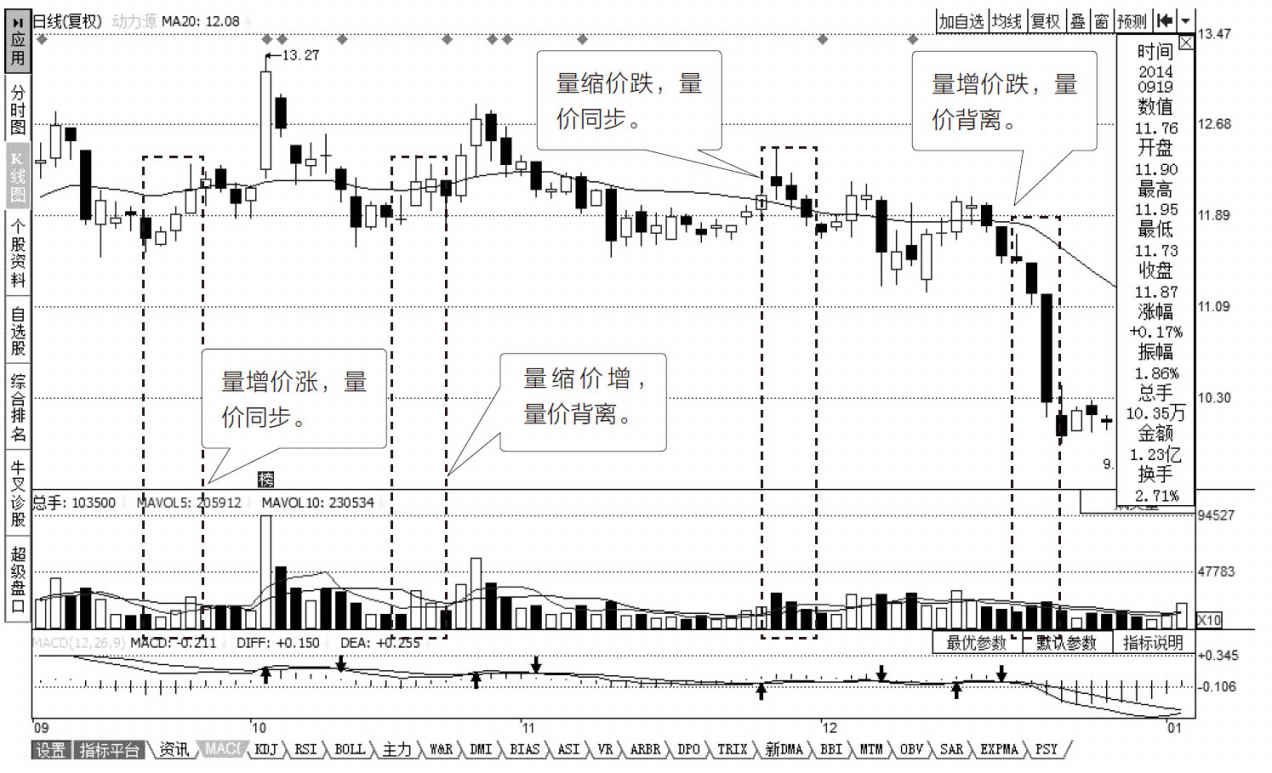 应用
分时图
K线图
个股资料
自选股
综合排名
牛叉诊股
超级盘口
日线(复权) 动力源 MA20: 12.08
加自选 均线 复权 叠 窗 预测
13.27
量缩价跌，量
价同步。
量增价跌，量
价背离。
量增价涨，量
价同步。
量缩价增，
量价背离。
榜
9.
时间
2014
0919
数值
11.76
开盘
11.90
最高
11.95
最低
11.73
收盘
11.87
涨幅
+0.17%
振幅
1.86%
总手
10.35万
金额
1.23亿
换手
2.71%
13.47
12.68
11.89
11.09
10.30
总手: 103500 MAVOL5: 205912 MAVOL10: 230534
94527
47783
X10
MACD(12,26,9) MACD: -0.211 DIFF: +0.150 DEA: +0.255
最优参数 默认参数 指标说明
+0.345
-0.106
09 10 11 12 01
设置 指标平台 资讯 MACD KDJ RSI BOLL 主力 W&R DMI BIAS ASI VR ARBR DPO TRIX 新DMA BBI MTM OBV SAR EXPMA PSY